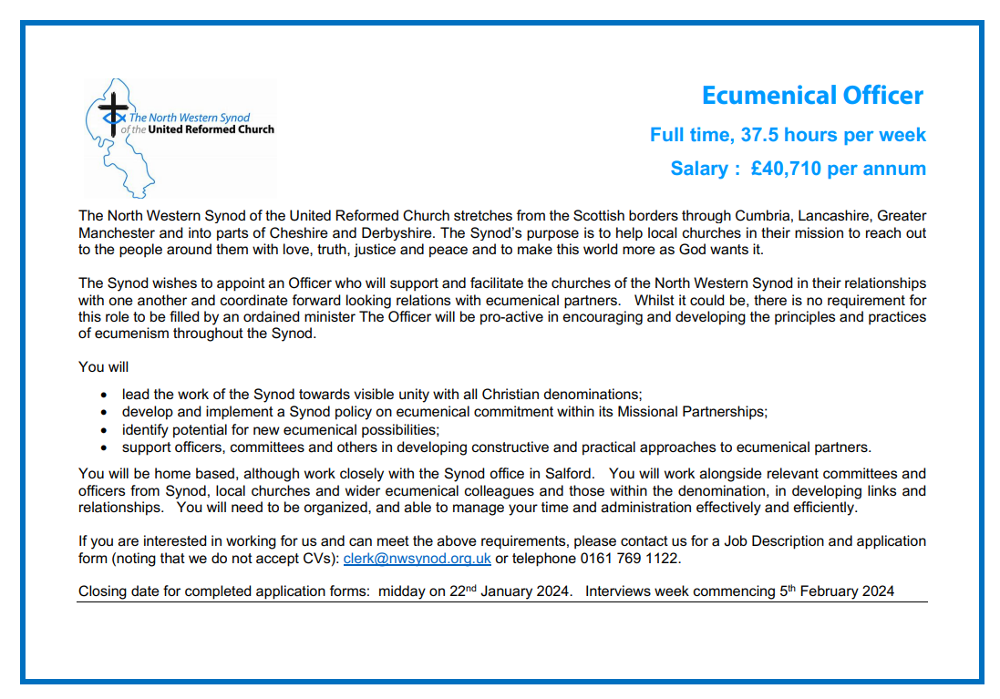 The North Western Synod
of the United Reformed Church
Ecumenical Officer
Full time, 37.5 hours per week
Salary :  £40,710 per annum
The North Western Synod of the United Reformed Church stretches from the Scottish borders through Cumbria, Lancashire, Greater
Manchester and into parts of Cheshire and Derbyshire. The Synod’s purpose is to help local churches in their mission to reach out
to the people around them with love, truth, justice and peace and to make this world more as God wants it.
The Synod wishes to appoint an Officer who will support and facilitate the churches of the North Western Synod in their relationships
with one another and coordinate forward looking relations with ecumenical partners.   Whilst it could be, there is no requirement for
this role to be filled by an ordained minister The Officer will be pro-active in encouraging and developing the principles and practices
of ecumenism throughout the Synod.
You will
• lead the work of the Synod towards visible unity with all Christian denominations;
• develop and implement a Synod policy on ecumenical commitment within its Missional Partnerships;
• identify potential for new ecumenical possibilities;
• support officers, committees and others in developing constructive and practical approaches to ecumenical partners.
You will be home based, although work closely with the Synod office in Salford.   You will work alongside relevant committees and
officers from Synod, local churches and wider ecumenical colleagues and those within the denomination, in developing links and
relationships.   You will need to be organized, and able to manage your time and administration effectively and efficiently.
If you are interested in working for us and can meet the above requirements, please contact us for a Job Description and application
form (noting that we do not accept CVs): clerk@nwsynod.org.uk or telephone 0161 769 1122.
Closing date for completed application forms:  midday on 22nd January 2024.   Interviews week commencing 5th February 2024